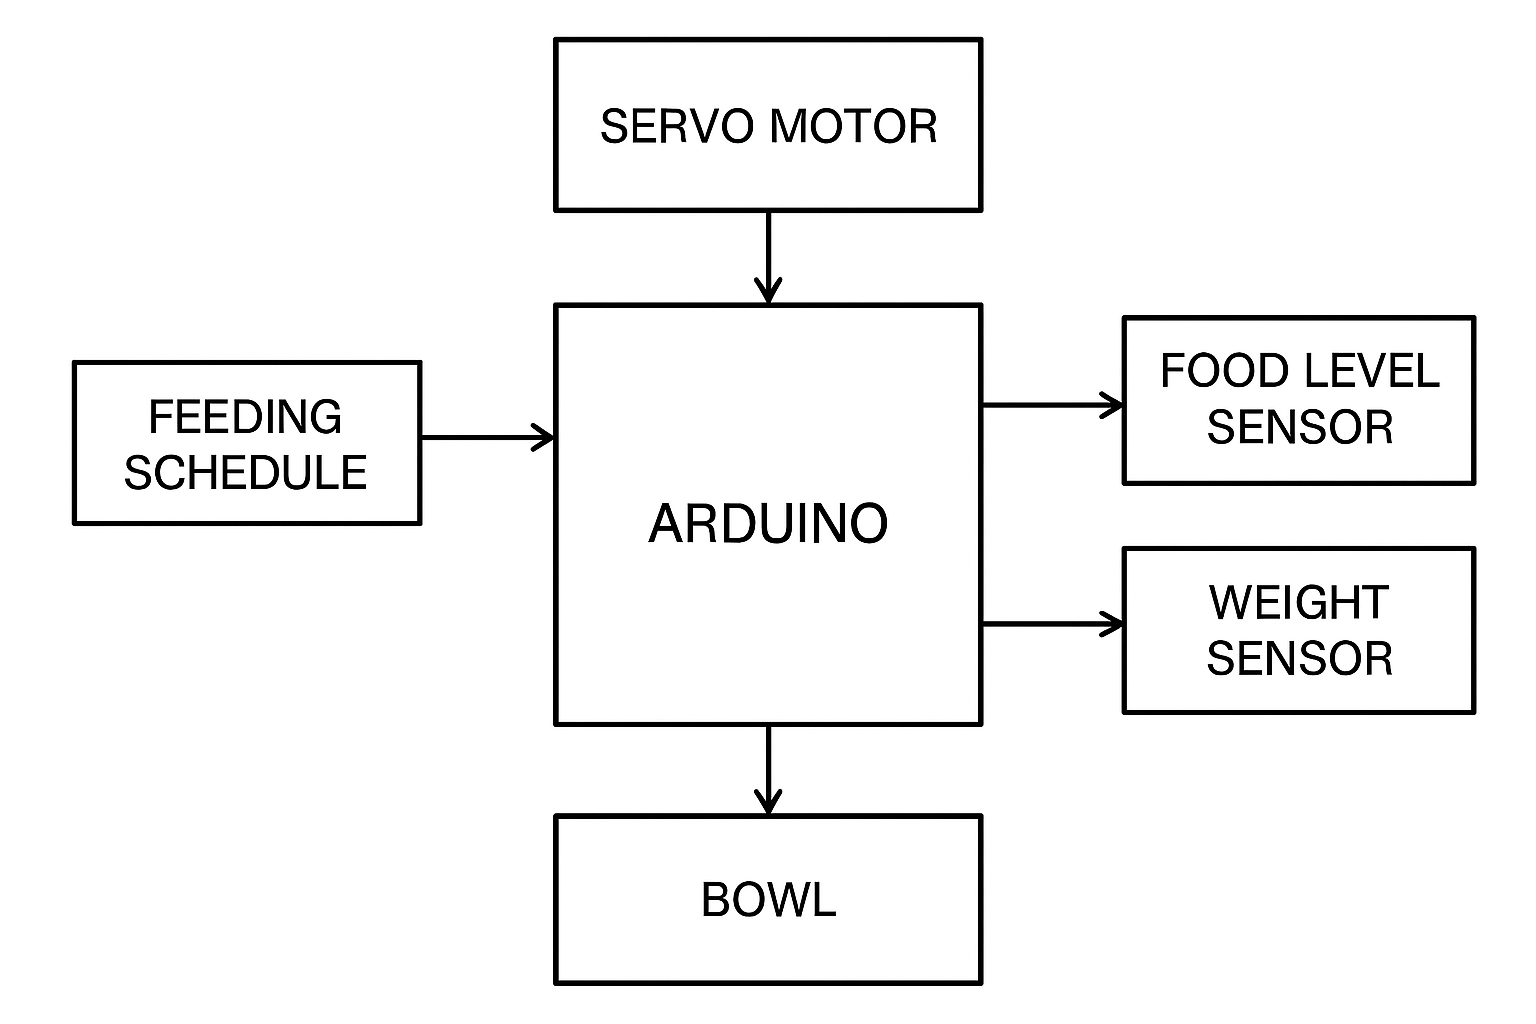 SERVO MOTOR
FEEDING
SCHEDULE
ARDUINO
FOOD LEVEL
SENSOR
WEIGHT
SENSOR
BOWL